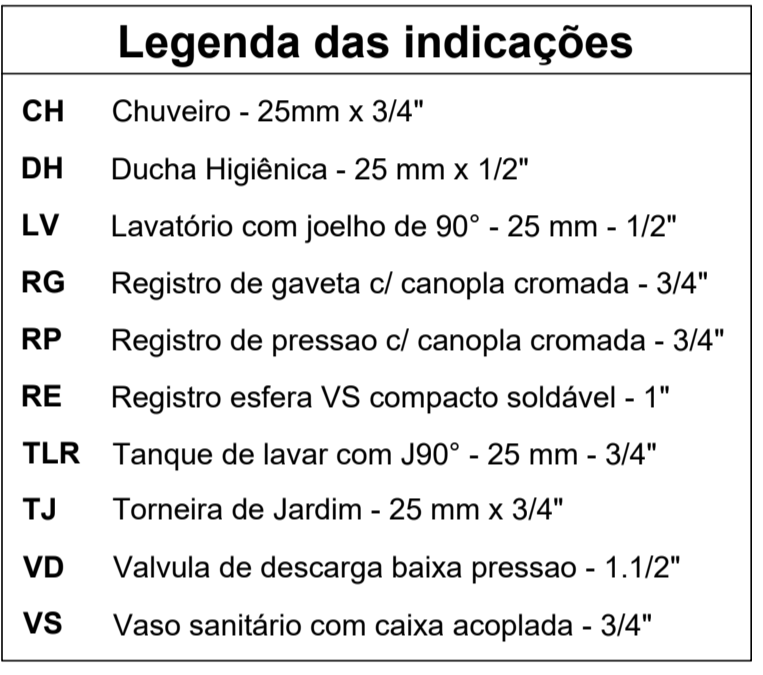 Legenda das indicações
CH Chuveiro - 25mm x 3/4"
DH Ducha Higiênica - 25 mm x 1/2"
LV Lavatório com joelho de 90° - 25 mm - 1/2"
RG Registro de gaveta c/ canopla cromada - 3/4"
RP Registro de pressao c/ canopla cromada - 3/4"
RE Registro esfera VS compacto soldável - 1"
TLR Tanque de lavar com J90° - 25 mm - 3/4"
TJ Torneira de Jardim - 25 mm x 3/4"
VD Valvula de descarga baixa pressao - 1.1/2"
VS Vaso sanitário com caixa acoplada - 3/4"